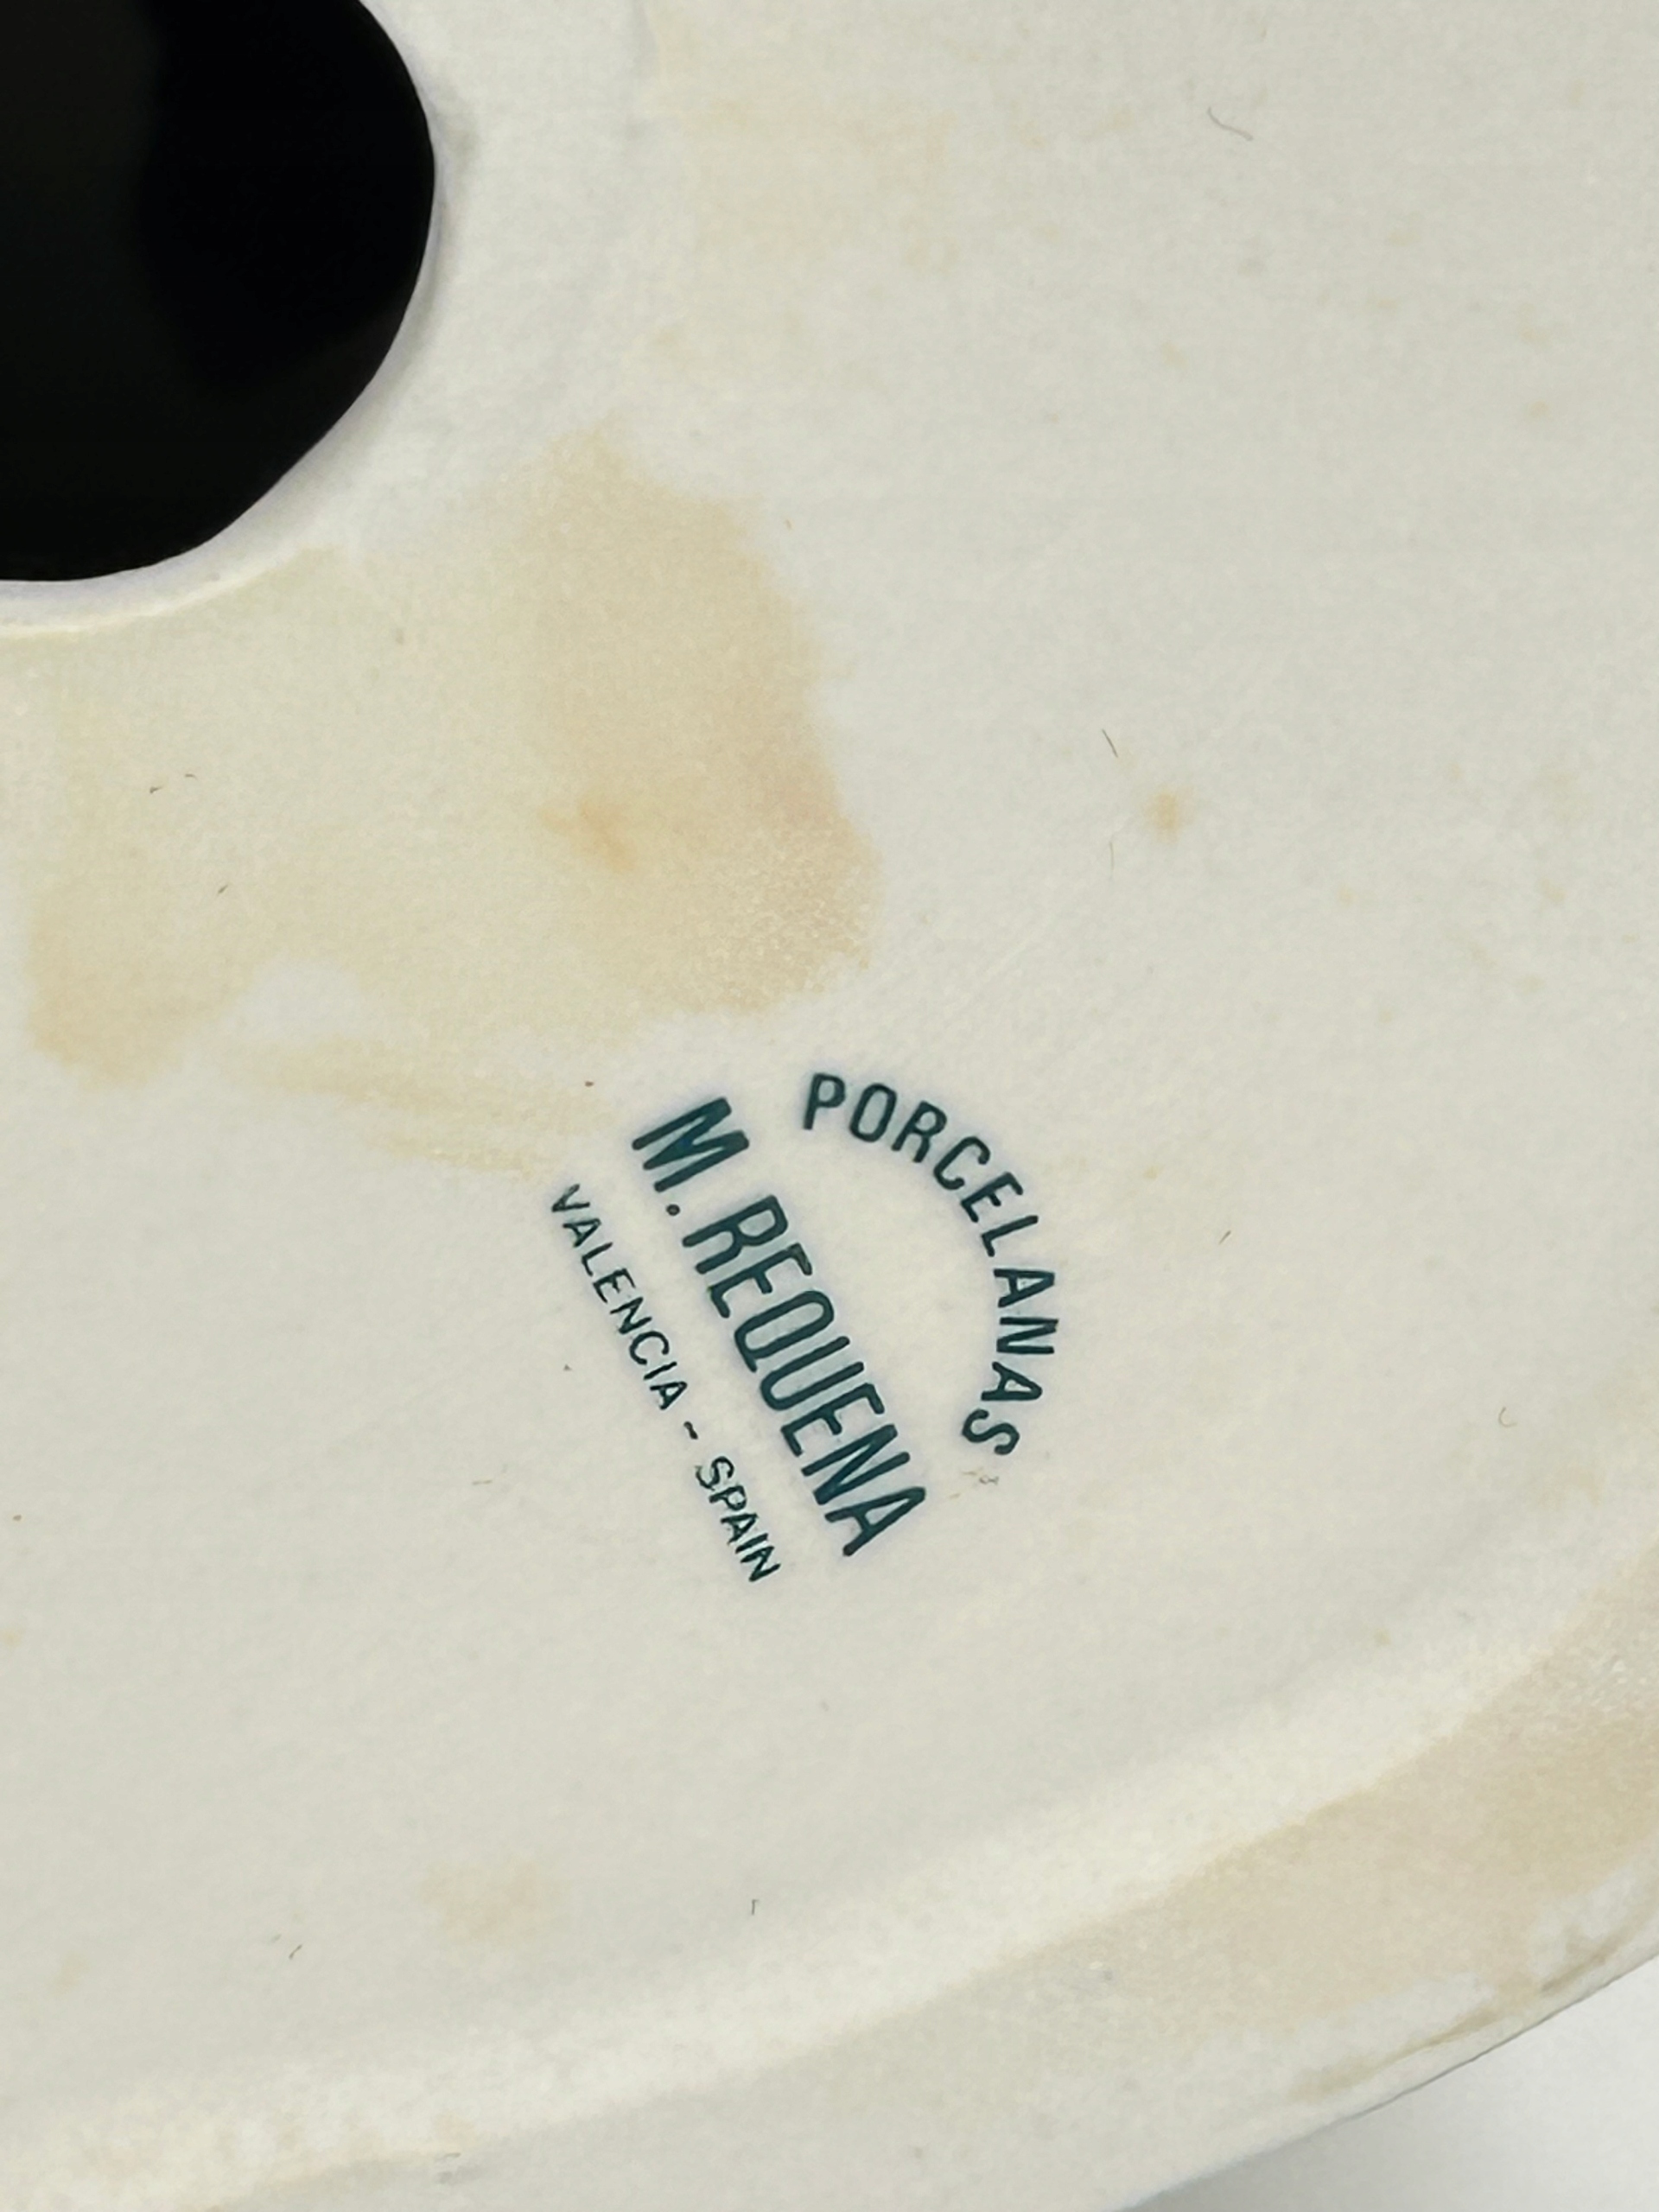 PORCELANAS
M. REQUENA
VALENCIA - SPAIN